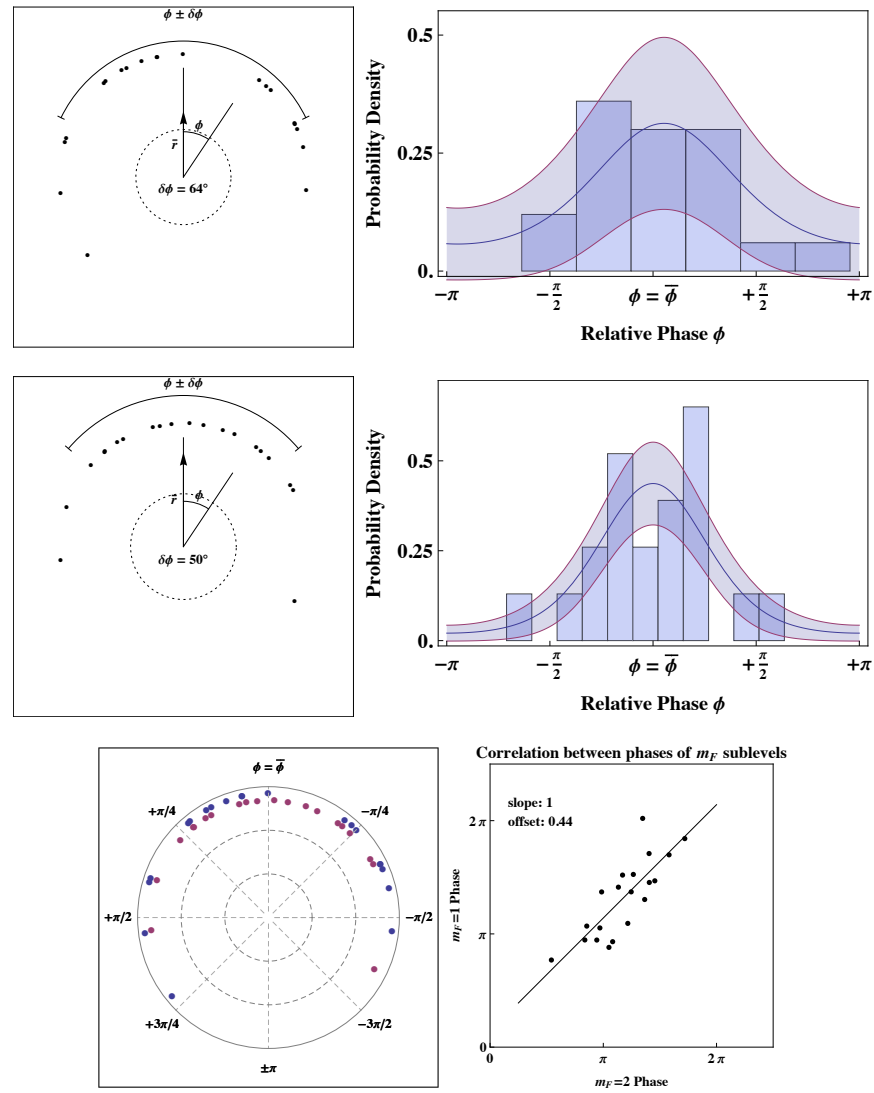 ϕ ± δϕ
ϕ
r̄
δϕ = 64°
Probability Density
0.5
0.25
0.
−π
−π/2
ϕ = ϕ̅
+π/2
+π
Relative Phase ϕ
ϕ ± δϕ
r̄
ϕ
δϕ = 50°
Probability Density
0.5
0.25
0.
−π
−π/2
ϕ = ϕ̅
+π/2
+π
Relative Phase ϕ
ϕ = ϕ̅
+π/4
−π/4
+π/2
−π/2
+3π/4
−3π/2
±π
Correlation between phases of m_F sublevels
slope: 1
offset: 0.44
m_F=1 Phase
2 π
π
0
0
π
2 π
m_F=2 Phase